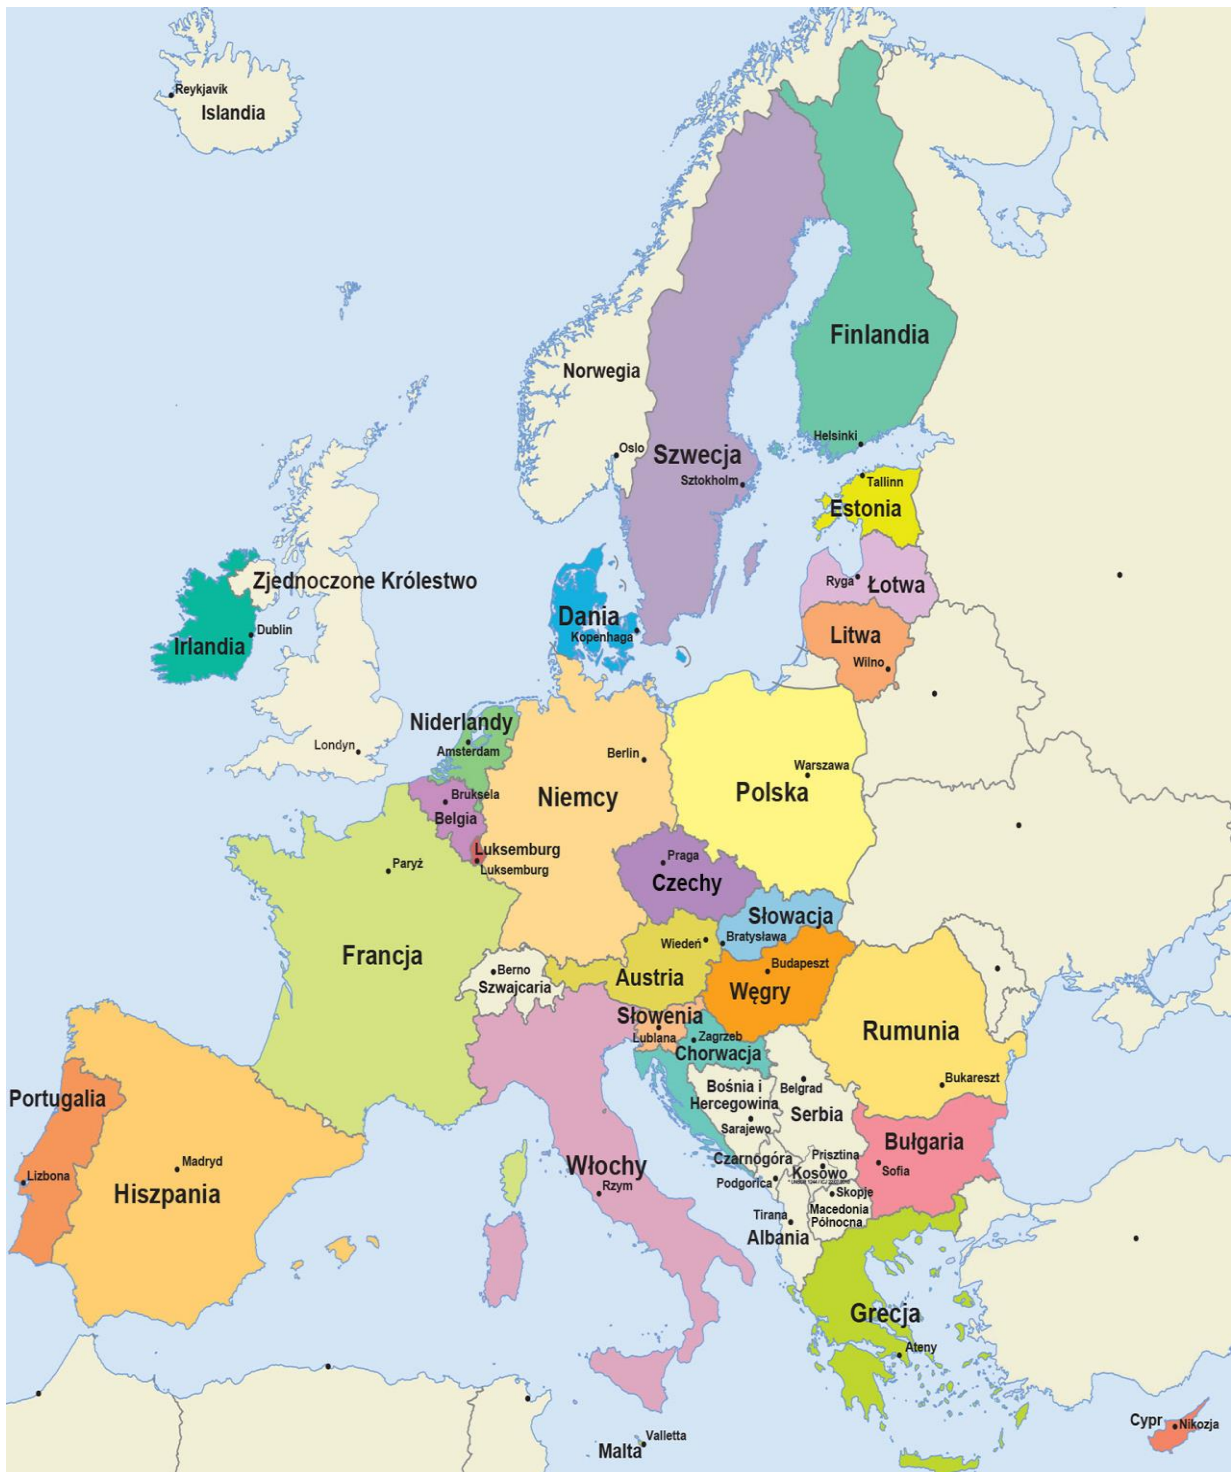 Reykjavik
Islandia
Finlandia
Norwegia
Helsinki
Oslo
Szwecja
Sztokholm
Tallinn
Estonia
Zjednoczone Królestwo
Ryga
Łotwa
Dania
Kopenhaga
Dublin
Irlandia
Litwa
Wilno
Niderlandy
Amsterdam
Londyn
Berlin
Warszawa
Polska
Niemcy
Bruksela
Belgia
Luksemburg
Luksemburg
Paryż
Praga
Czechy
Słowacja
Wiedeń
Bratysława
Francja
Berno
Szwajcaria
Austria
Budapeszt
Węgry
Słowenia
Lublana
Zagrzeb
Chorwacja
Rumunia
Bukareszt
Portugalia
Bośnia i
Hercegowina
Sarajewo
Belgrad
Serbia
Bułgaria
Sofia
Lizbona
Madryd
Hiszpania
Włochy
Rzym
Czarnogóra
Podgorica
Prisztina
Kosowo
Skopje
Macedonia
Północna
Tirana
Albania
Grecja
Ateny
Cypr
Nikozja
Valletta
Malta